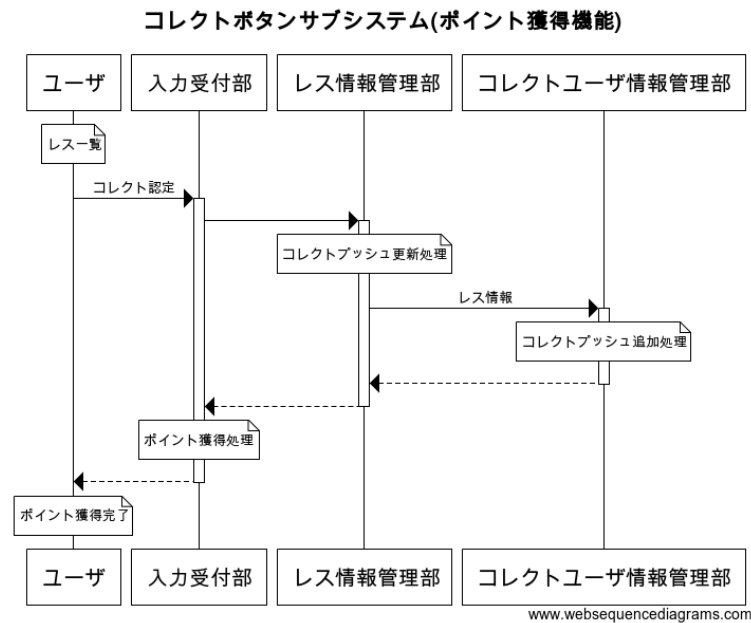 コレクトボタンサブシステム(ポイント獲得機能)
ユーザ
入力受付部
レス情報管理部
コレクトユーザ情報管理部
レス一覧
コレクト認定
コレクトプッシュ更新処理
レス情報
コレクトプッシュ追加処理
ポイント獲得処理
ポイント獲得完了
ユーザ
入力受付部
レス情報管理部
コレクトユーザ情報管理部
www.websequencediagrams.com